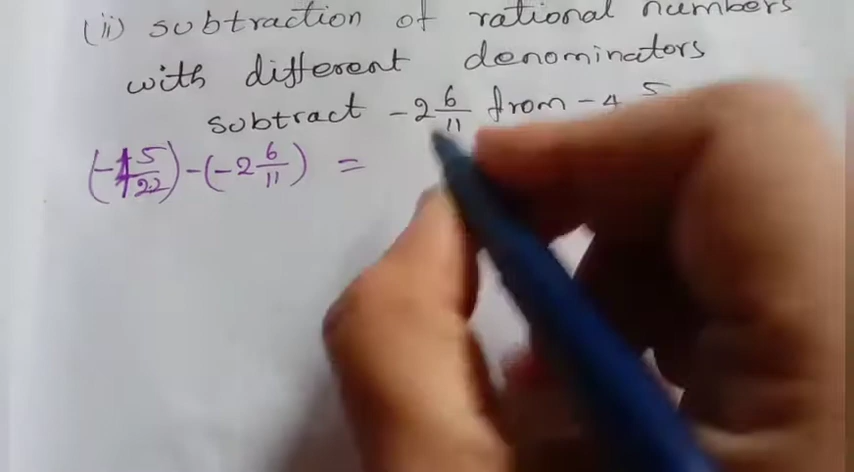 (ii) subtraction of rational numbers
with different denominators
subtract -2 6/11 from -4 5
(-4 5/22) - (-2 6/11) =